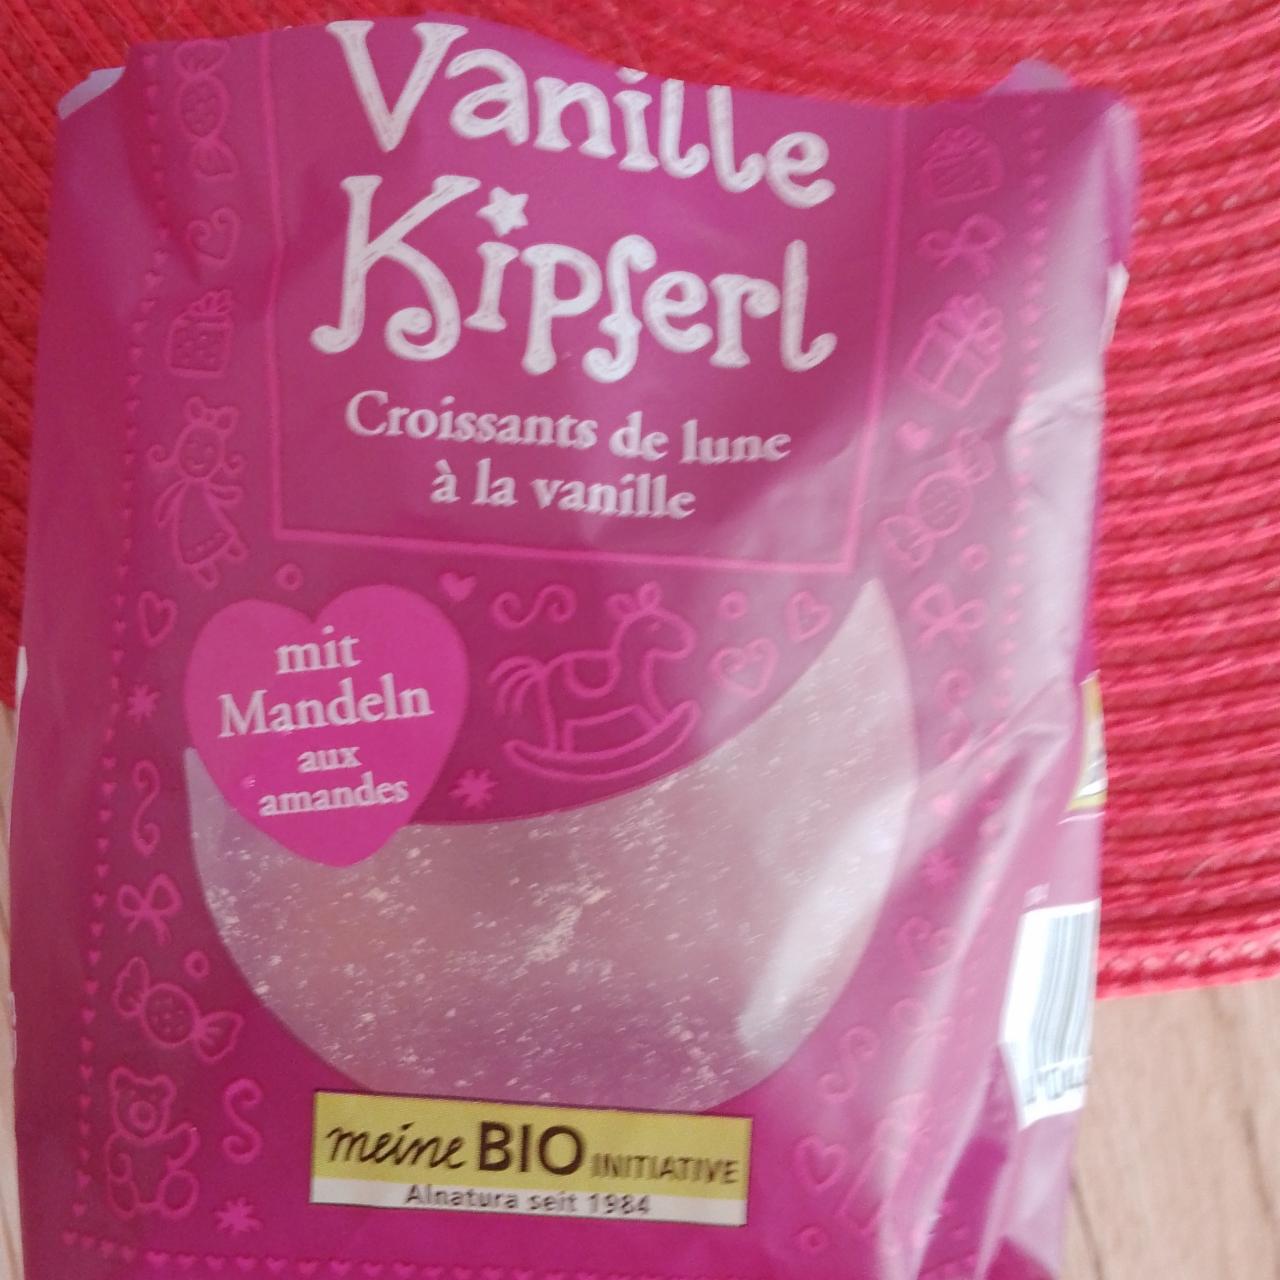 Vanille
Kipferl
Croissants de lune
à la vanille
mit
Mandeln
aux
amandes
meine BIO INITIATIVE
Alnatura seit 1984